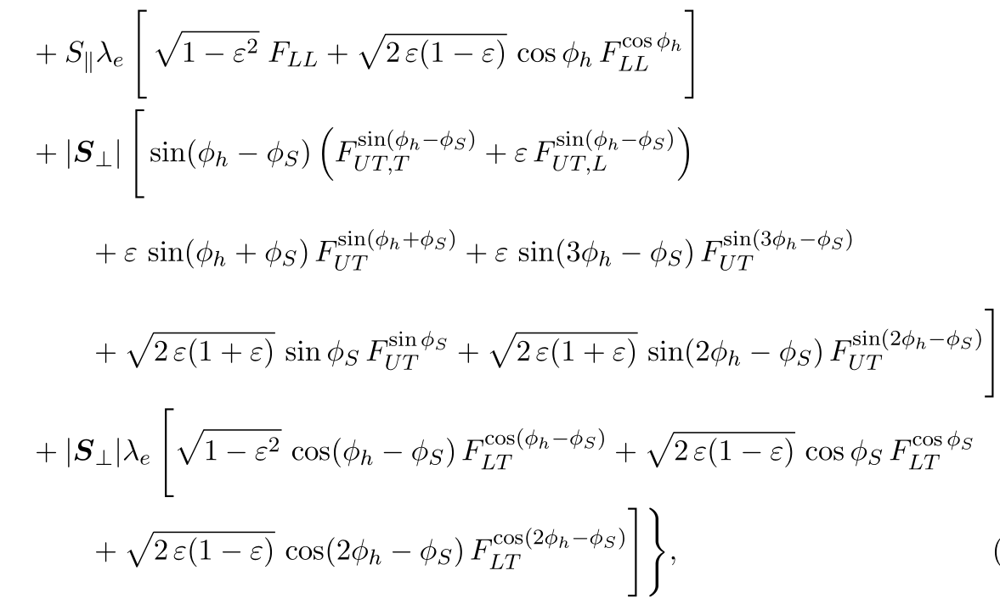 + S_{\parallel}\lambda_e \left[ \sqrt{1-\varepsilon^2}\, F_{LL} + \sqrt{2\,\varepsilon(1-\varepsilon)}\, \cos\phi_h\, F_{LL}^{\cos\phi_h} \right]
+ |\boldsymbol{S}_{\perp}| \left[ \sin(\phi_h-\phi_S) \left( F_{UT,T}^{\sin(\phi_h-\phi_S)} + \varepsilon\, F_{UT,L}^{\sin(\phi_h-\phi_S)} \right)
+ \varepsilon\, \sin(\phi_h+\phi_S)\, F_{UT}^{\sin(\phi_h+\phi_S)} + \varepsilon\, \sin(3\phi_h-\phi_S)\, F_{UT}^{\sin(3\phi_h-\phi_S)}
+ \sqrt{2\,\varepsilon(1+\varepsilon)}\, \sin\phi_S\, F_{UT}^{\sin\phi_S} + \sqrt{2\,\varepsilon(1+\varepsilon)}\, \sin(2\phi_h-\phi_S)\, F_{UT}^{\sin(2\phi_h-\phi_S)} \right]
+ |\boldsymbol{S}_{\perp}|\lambda_e \left[ \sqrt{1-\varepsilon^2}\, \cos(\phi_h-\phi_S)\, F_{LT}^{\cos(\phi_h-\phi_S)} + \sqrt{2\,\varepsilon(1-\varepsilon)}\, \cos\phi_S\, F_{LT}^{\cos\phi_S}
+ \sqrt{2\,\varepsilon(1-\varepsilon)}\, \cos(2\phi_h-\phi_S)\, F_{LT}^{\cos(2\phi_h-\phi_S)} \right] \Bigg\}, (